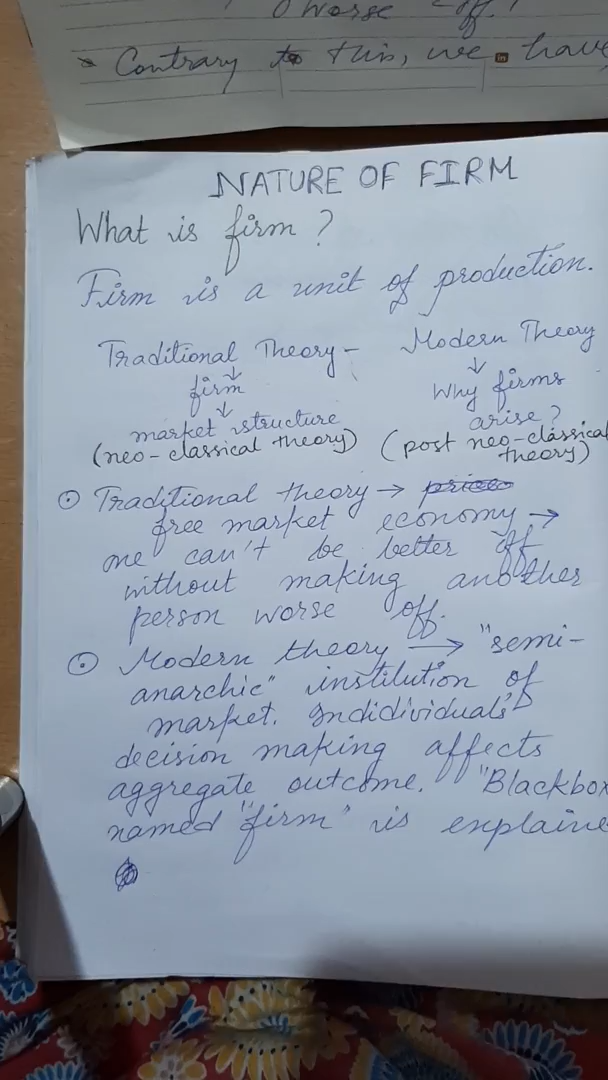 worse off!
* Contrary to this, we have
in
NATURE OF FIRM
What is firm ?
Firm is a unit of production.
Traditional Theory –
↓
firm
↓
market structure
(neo-classical theory)
Modern Theory
↓
Why firms
arise ?
(post neo-classical
theory)
⊙ Traditional theory →
free market economy →
one can't be better off
without making another
person worse off.
⊙ Modern theory → "semi-
anarchic" institution of
market. Indidividuals'
decision making affects
aggregate outcome. "Blackbox
named "firm" is explaine